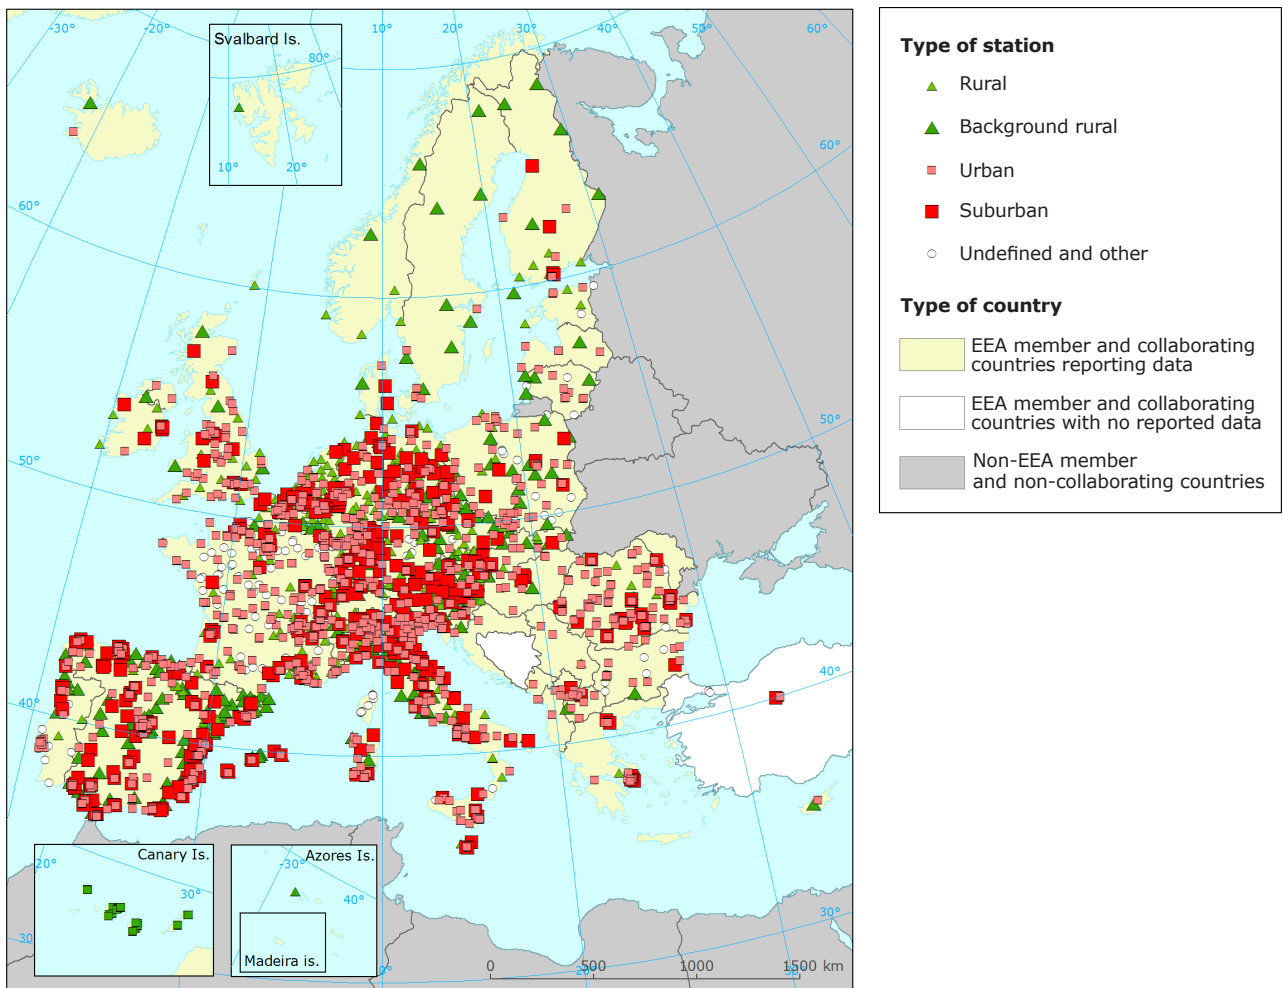 -30°
-20°
10°
30°
40°
50°
60°
Svalbard Is.
80°
10°
20°
60°
60°
50°
50°
40°
40°
Canary Is.
20°
30°
30
Azores Is.
-30°
40°
Madeira is.
0°
30°
0
500
1000
1500 km
Type of station
Rural
Background rural
Urban
Suburban
Undefined and other
Type of country
EEA member and collaborating
countries reporting data
EEA member and collaborating
countries with no reported data
Non-EEA member
and non-collaborating countries